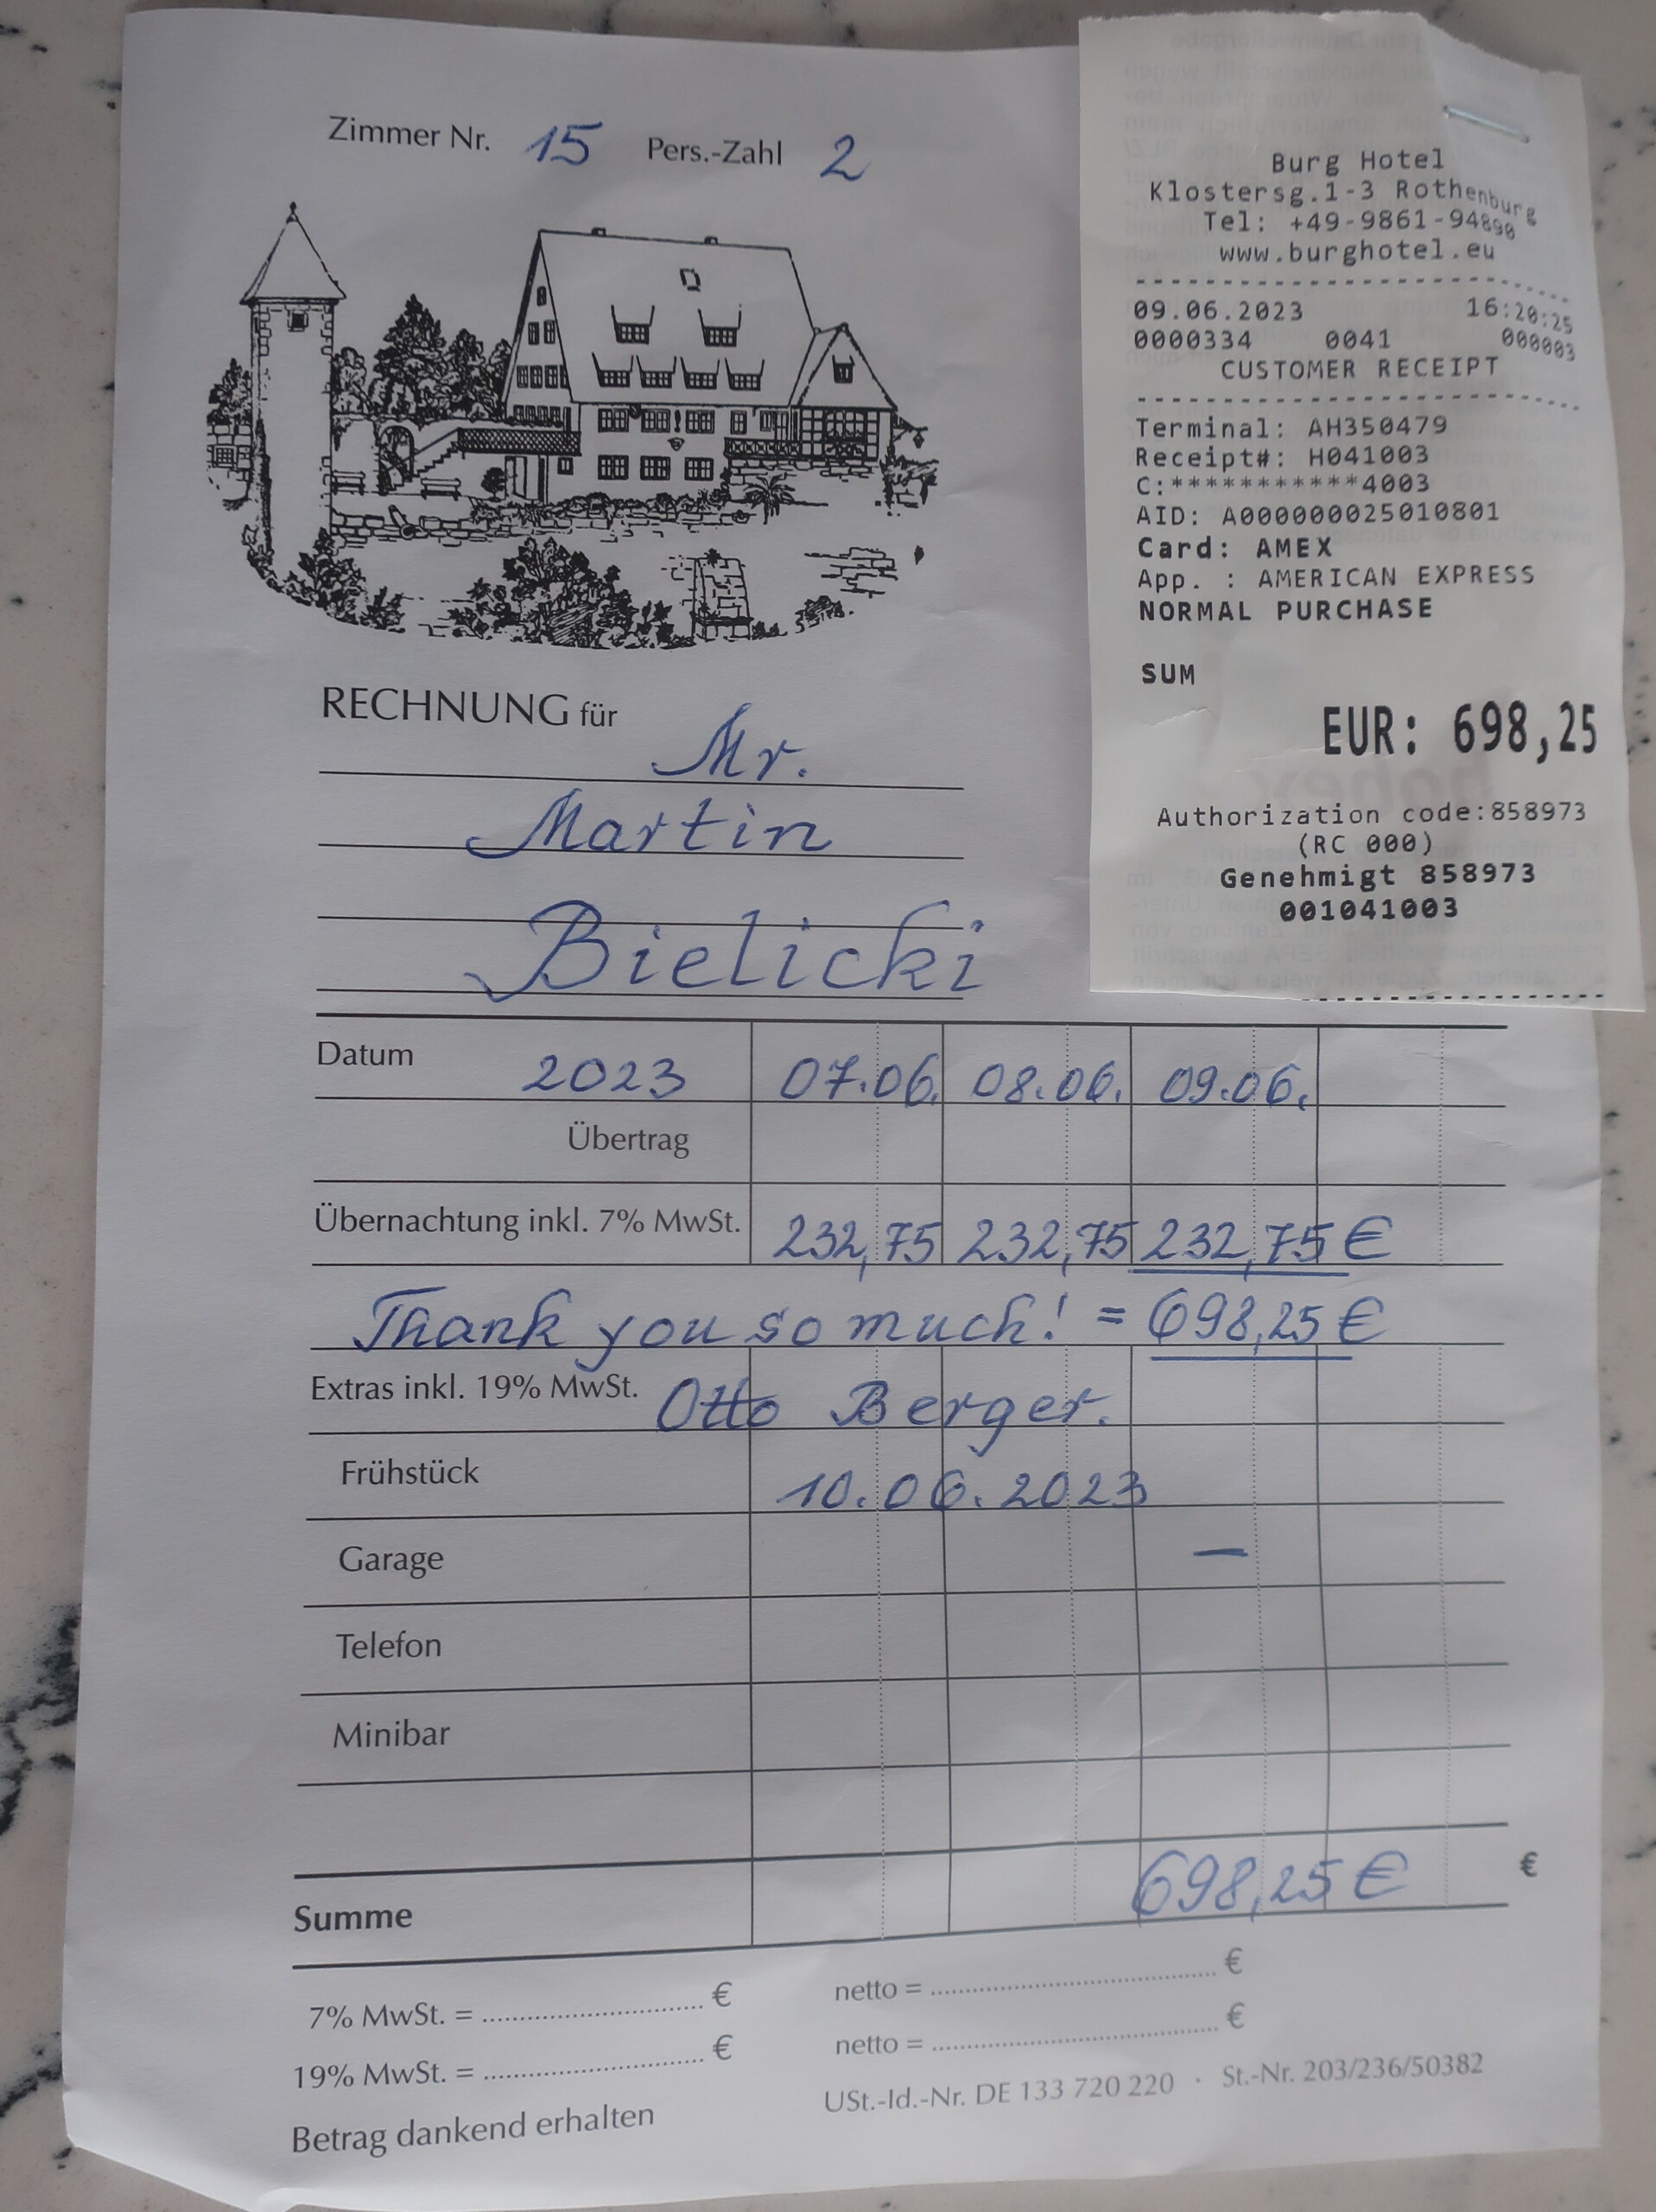 Zimmer Nr. 15 Pers.-Zahl 2
RECHNUNG für
Mr.
Martin
Bielicki
Datum 2023 07.06. 08.06. 09.06.
Übertrag
Übernachtung inkl. 7% MwSt. 232,75 232,75 232,75 €
Thank you so much! = 698,25 €
Extras inkl. 19% MwSt. Otto Berger.
Frühstück 10.06.2023
Garage —
Telefon
Minibar
Summe 698,25 € €
7% MwSt. = .......................... € netto = .......................... €
19% MwSt. = .......................... € netto = .......................... €
USt.-Id.-Nr. DE 133 720 220 · St.-Nr. 203/236/50382
Betrag dankend erhalten
Burg Hotel
Klostersg.1-3 Rothenburg
Tel: +49-9861-94890
www.burghotel.eu
09.06.2023 16:20:25
0000334 0041 000003
CUSTOMER RECEIPT
Terminal: AH350479
Receipt#: H041003
C:***********4003
AID: A000000025010801
Card: AMEX
App. : AMERICAN EXPRESS
NORMAL PURCHASE
SUM
EUR: 698,25
Authorization code:858973
(RC 000)
Genehmigt 858973
001041003